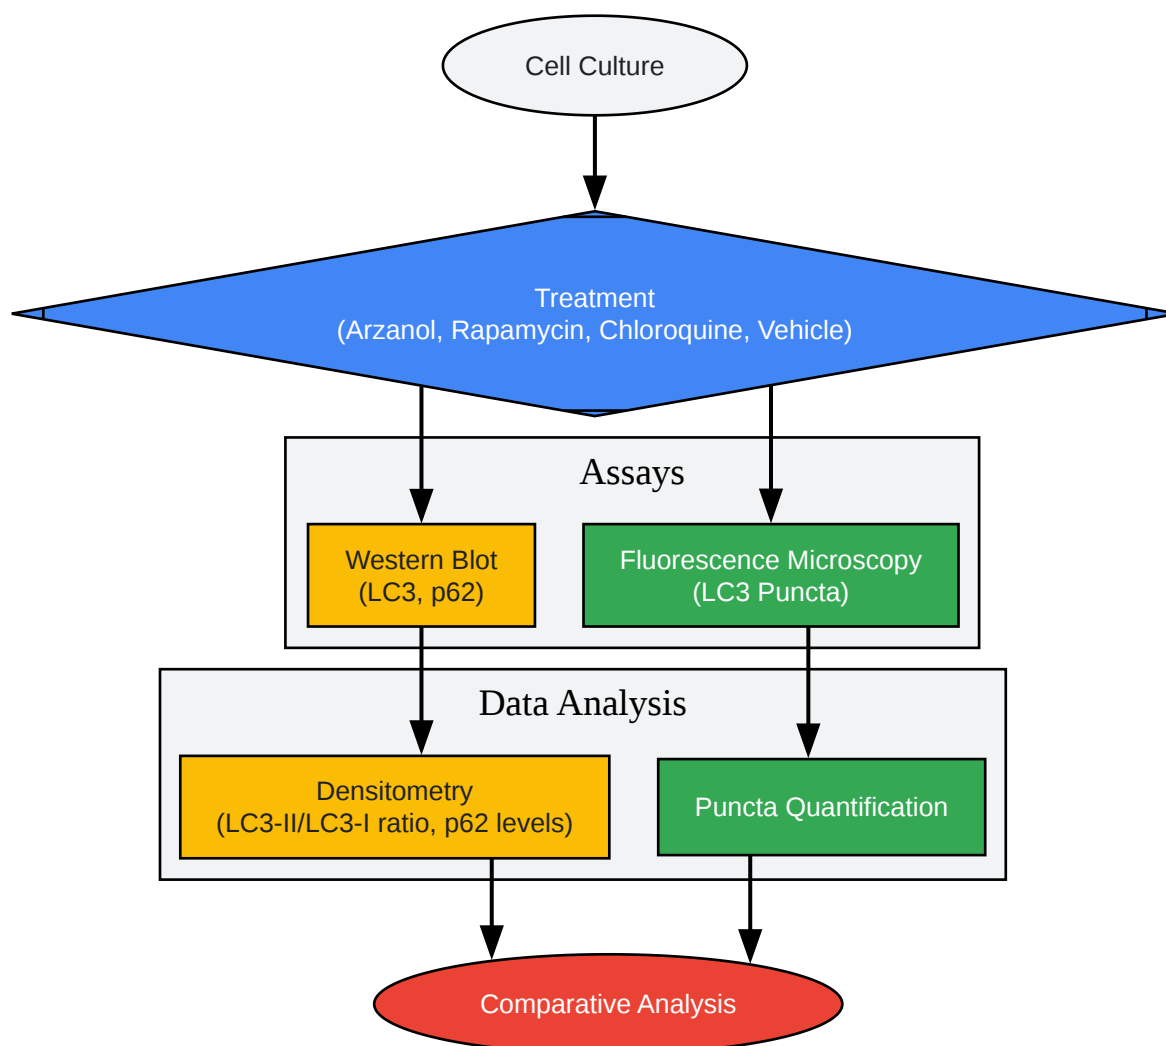 Cell Culture
Treatment
(Arzanol, Rapamycin, Chloroquine, Vehicle)
Assays
Western Blot
(LC3, p62)
Fluorescence Microscopy
(LC3 Puncta)
Data Analysis
Densitometry
(LC3-II/LC3-I ratio, p62 levels)
Puncta Quantification
Comparative Analysis